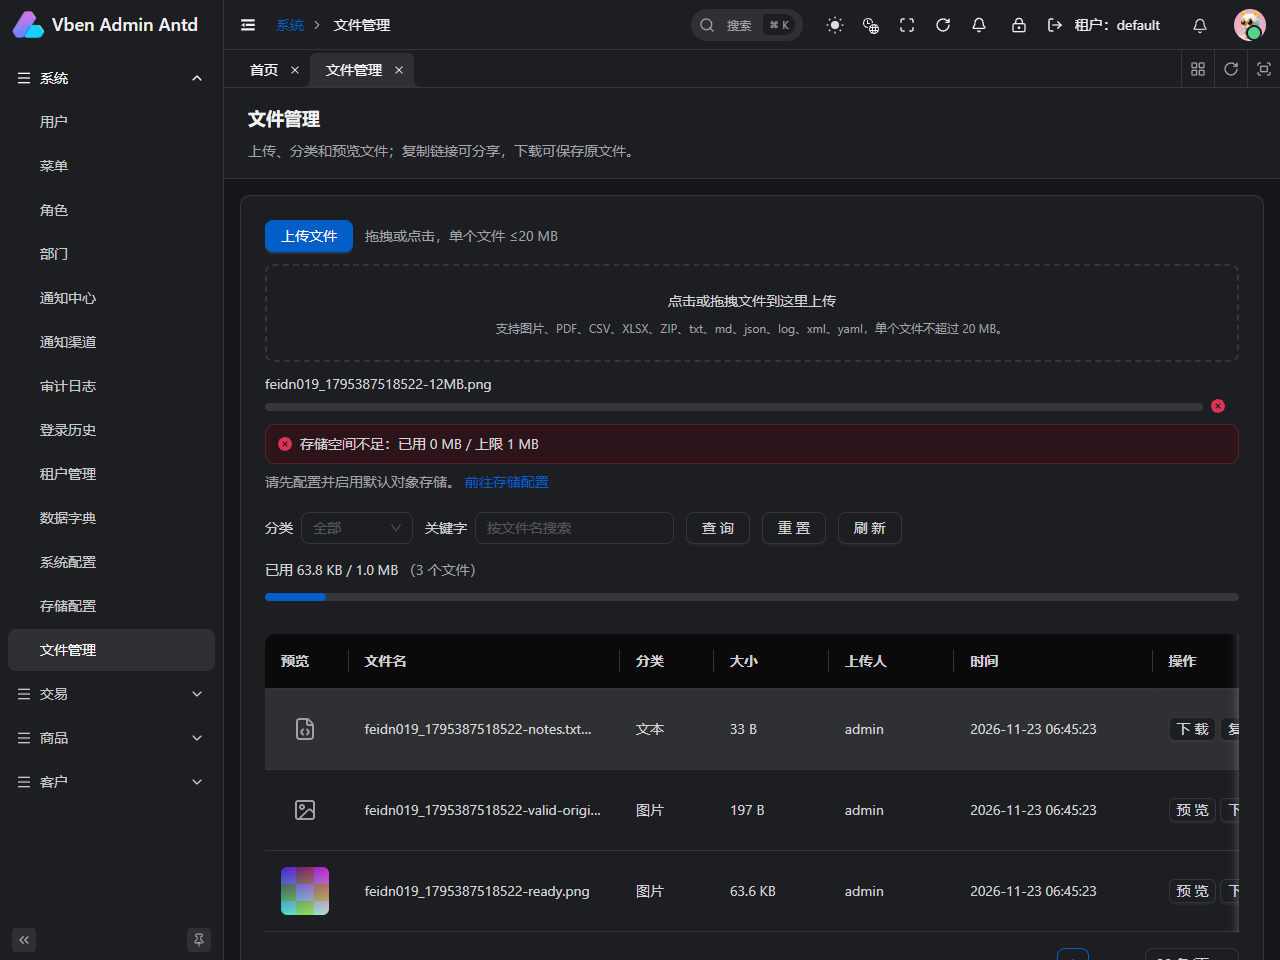 Vben Admin Antd
系统
用户
菜单
角色
部门
通知中心
通知渠道
审计日志
登录历史
租户管理
数据字典
系统配置
存储配置
文件管理
交易
商品
客户
系统 > 文件管理
搜索 ⌘ K
租户：default
首页
文件管理
文件管理
上传、分类和预览文件；复制链接可分享，下载可保存原文件。
上传文件 拖拽或点击，单个文件 ≤20 MB
点击或拖拽文件到这里上传
支持图片、PDF、CSV、XLSX、ZIP、txt、md、json、log、xml、yaml，单个文件不超过 20 MB。
feidn019_1795387518522-12MB.png
存储空间不足：已用 0 MB / 上限 1 MB
请先配置并启用默认对象存储。 前往存储配置
分类 全部 关键字 按文件名搜索 查 询 重 置 刷 新
已用 63.8 KB / 1.0 MB （3 个文件）
预览 文件名 分类 大小 上传人 时间 操作
feidn019_1795387518522-notes.txt... 文本 33 B admin 2026-11-23 06:45:23 下 载 复
feidn019_1795387518522-valid-origi... 图片 197 B admin 2026-11-23 06:45:23 预 览 下
feidn019_1795387518522-ready.png 图片 63.6 KB admin 2026-11-23 06:45:23 预 览 下